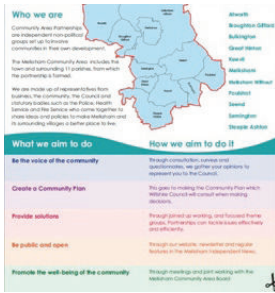 Who we are
Community Area Partnerships
are independent non-political
groups set up to involve
communities in their own development.
The Melksham Community Area includes the
town and surrounding 11 parishes, from which
the partnership is formed.
We are made up of representatives from
business, the community, the Council and
statutory bodies such as the Police, Health
Service and Fire Service who come together to
share ideas and policies to make Melksham and
its surrounding villages a better place to live.
Atworth
Broughton Gifford
Bulkington
Great Hinton
Keevil
Melksham
Melksham Without
Poulshot
Seend
Semington
Steeple Ashton
What we aim to do
How we aim to do it
Be the voice of the community
Through consultation, surveys and
questionnaires, we gather your opinions to
represent you to the Council.
Create a Community Plan
This goes to making the Community Plan which
Wiltshire Council will consult when making
decisions.
Provide solutions
Through joined up working, and focused theme
groups, Partnerships can tackle issues effectively
and efficiently.
Be public and open
Through our website, newsletter and regular
features in the Melksham Independent News.
Promote the well-being of the community
Through meetings and joint working with the
Melksham Community Area Board